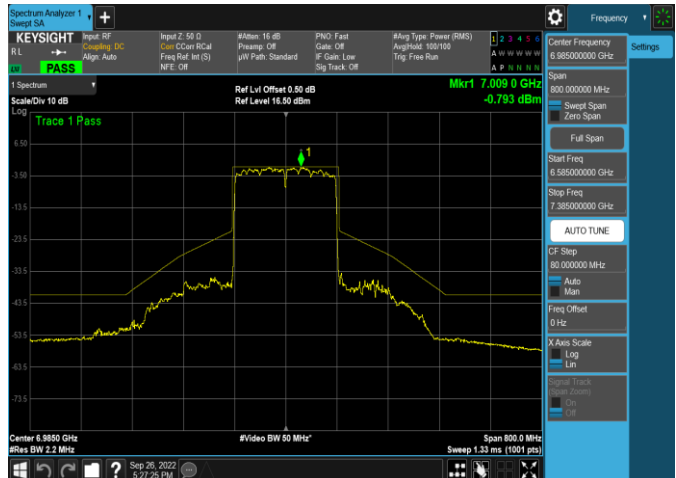 Spectrum Analyzer 1
Swept SA
+
Frequency
KEYSIGHT
RL
PASS
Input: RF
Coupling: DC
Align: Auto
Input Z: 50 Ω
Corr CCorr RCal
Freq Ref: Int (S)
NFE: Off
#Atten: 16 dB
Preamp: Off
µW Path: Standard
PNO: Fast
Gate: Off
IF Gain: Low
Sig Track: Off
#Avg Type: Power (RMS)
Avg|Hold: 100/100
Trig: Free Run
1 2 3 4 5 6
A W W W W W
A P N N N N
1 Spectrum
Scale/Div 10 dB
Log
Ref Lvl Offset 0.50 dB
Ref Level 16.50 dBm
Mkr1 7.009 0 GHz
-0.793 dBm
Trace 1 Pass
1
6.50
-3.50
-13.5
-23.5
-33.5
-43.5
-53.5
-63.5
-73.5
Center 6.9850 GHz
#Res BW 2.2 MHz
#Video BW 50 MHz*
Span 800.0 MHz
Sweep 1.33 ms (1001 pts)
Sep 26, 2022
5:27:25 PM
?
Center Frequency
6.985000000 GHz
Span
800.000000 MHz
Swept Span
Zero Span
Full Span
Start Freq
6.585000000 GHz
Stop Freq
7.385000000 GHz
AUTO TUNE
CF Step
80.000000 MHz
Auto
Man
Freq Offset
0 Hz
X Axis Scale
Log
Lin
Signal Track
(Span Zoom)
On
Off
Settings